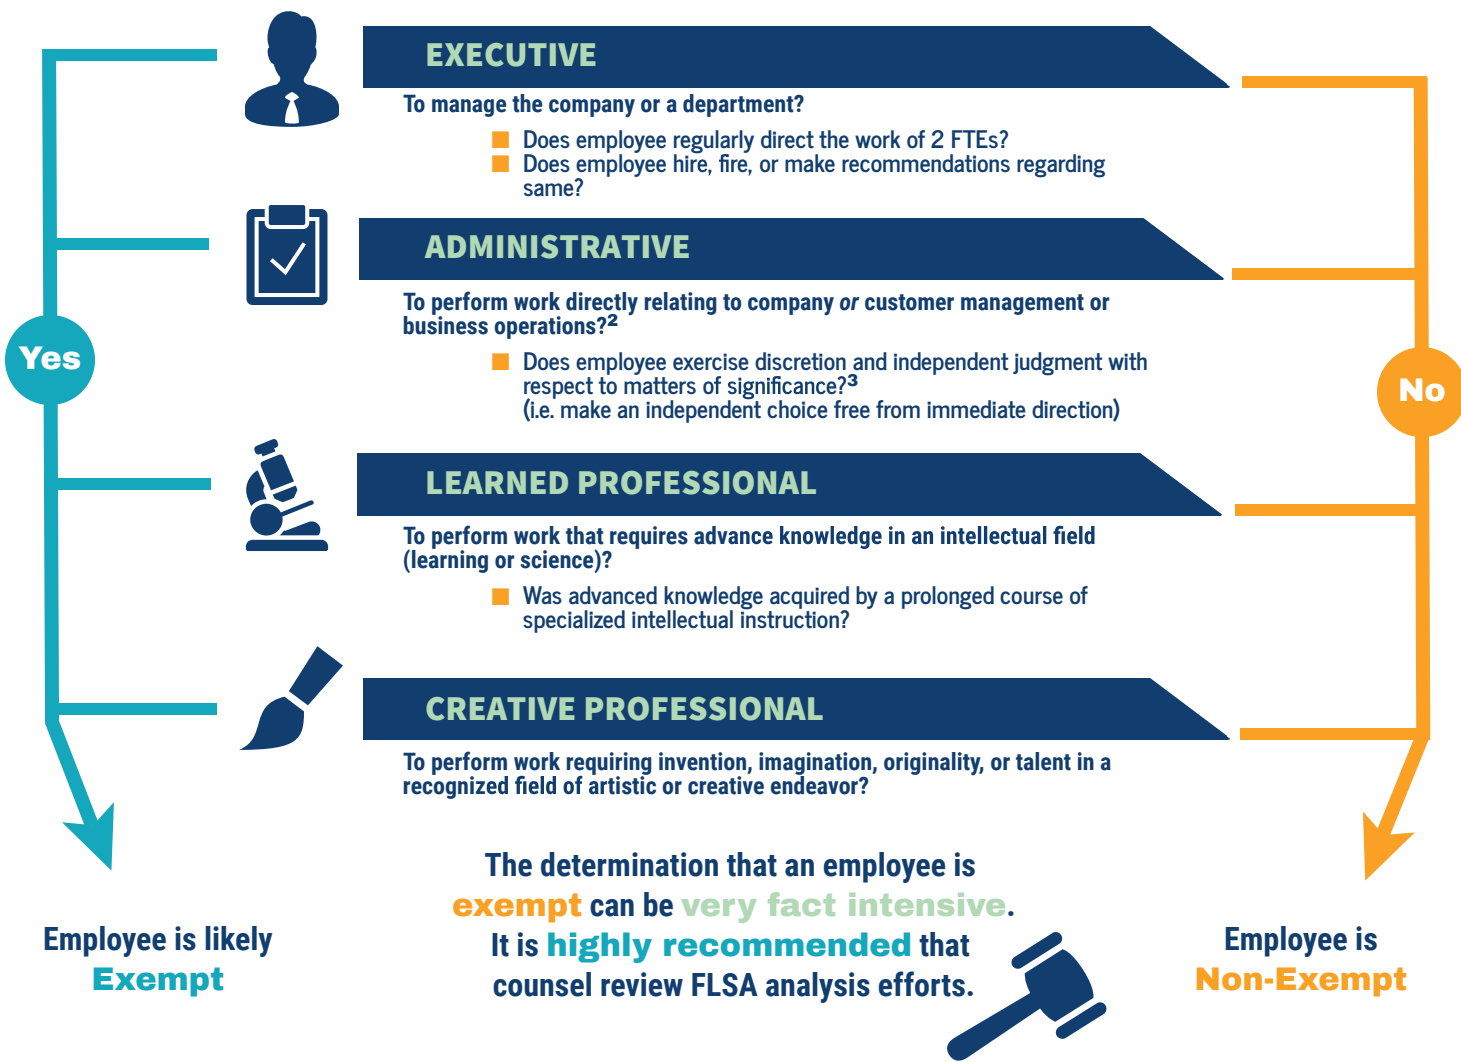 EXECUTIVE
To manage the company or a department?
Does employee regularly direct the work of 2 FTEs?
Does employee hire, fire, or make recommendations regarding
same?
ADMINISTRATIVE
To perform work directly relating to company or customer management or
business operations?²
Does employee exercise discretion and independent judgment with
respect to matters of significance?³
(i.e. make an independent choice free from immediate direction)
Yes
No
LEARNED PROFESSIONAL
To perform work that requires advance knowledge in an intellectual field
(learning or science)?
Was advanced knowledge acquired by a prolonged course of
specialized intellectual instruction?
CREATIVE PROFESSIONAL
To perform work requiring invention, imagination, originality, or talent in a
recognized field of artistic or creative endeavor?
The determination that an employee is
exempt can be very fact intensive.
It is highly recommended that
counsel review FLSA analysis efforts.
Employee is likely
Exempt
Employee is
Non-Exempt